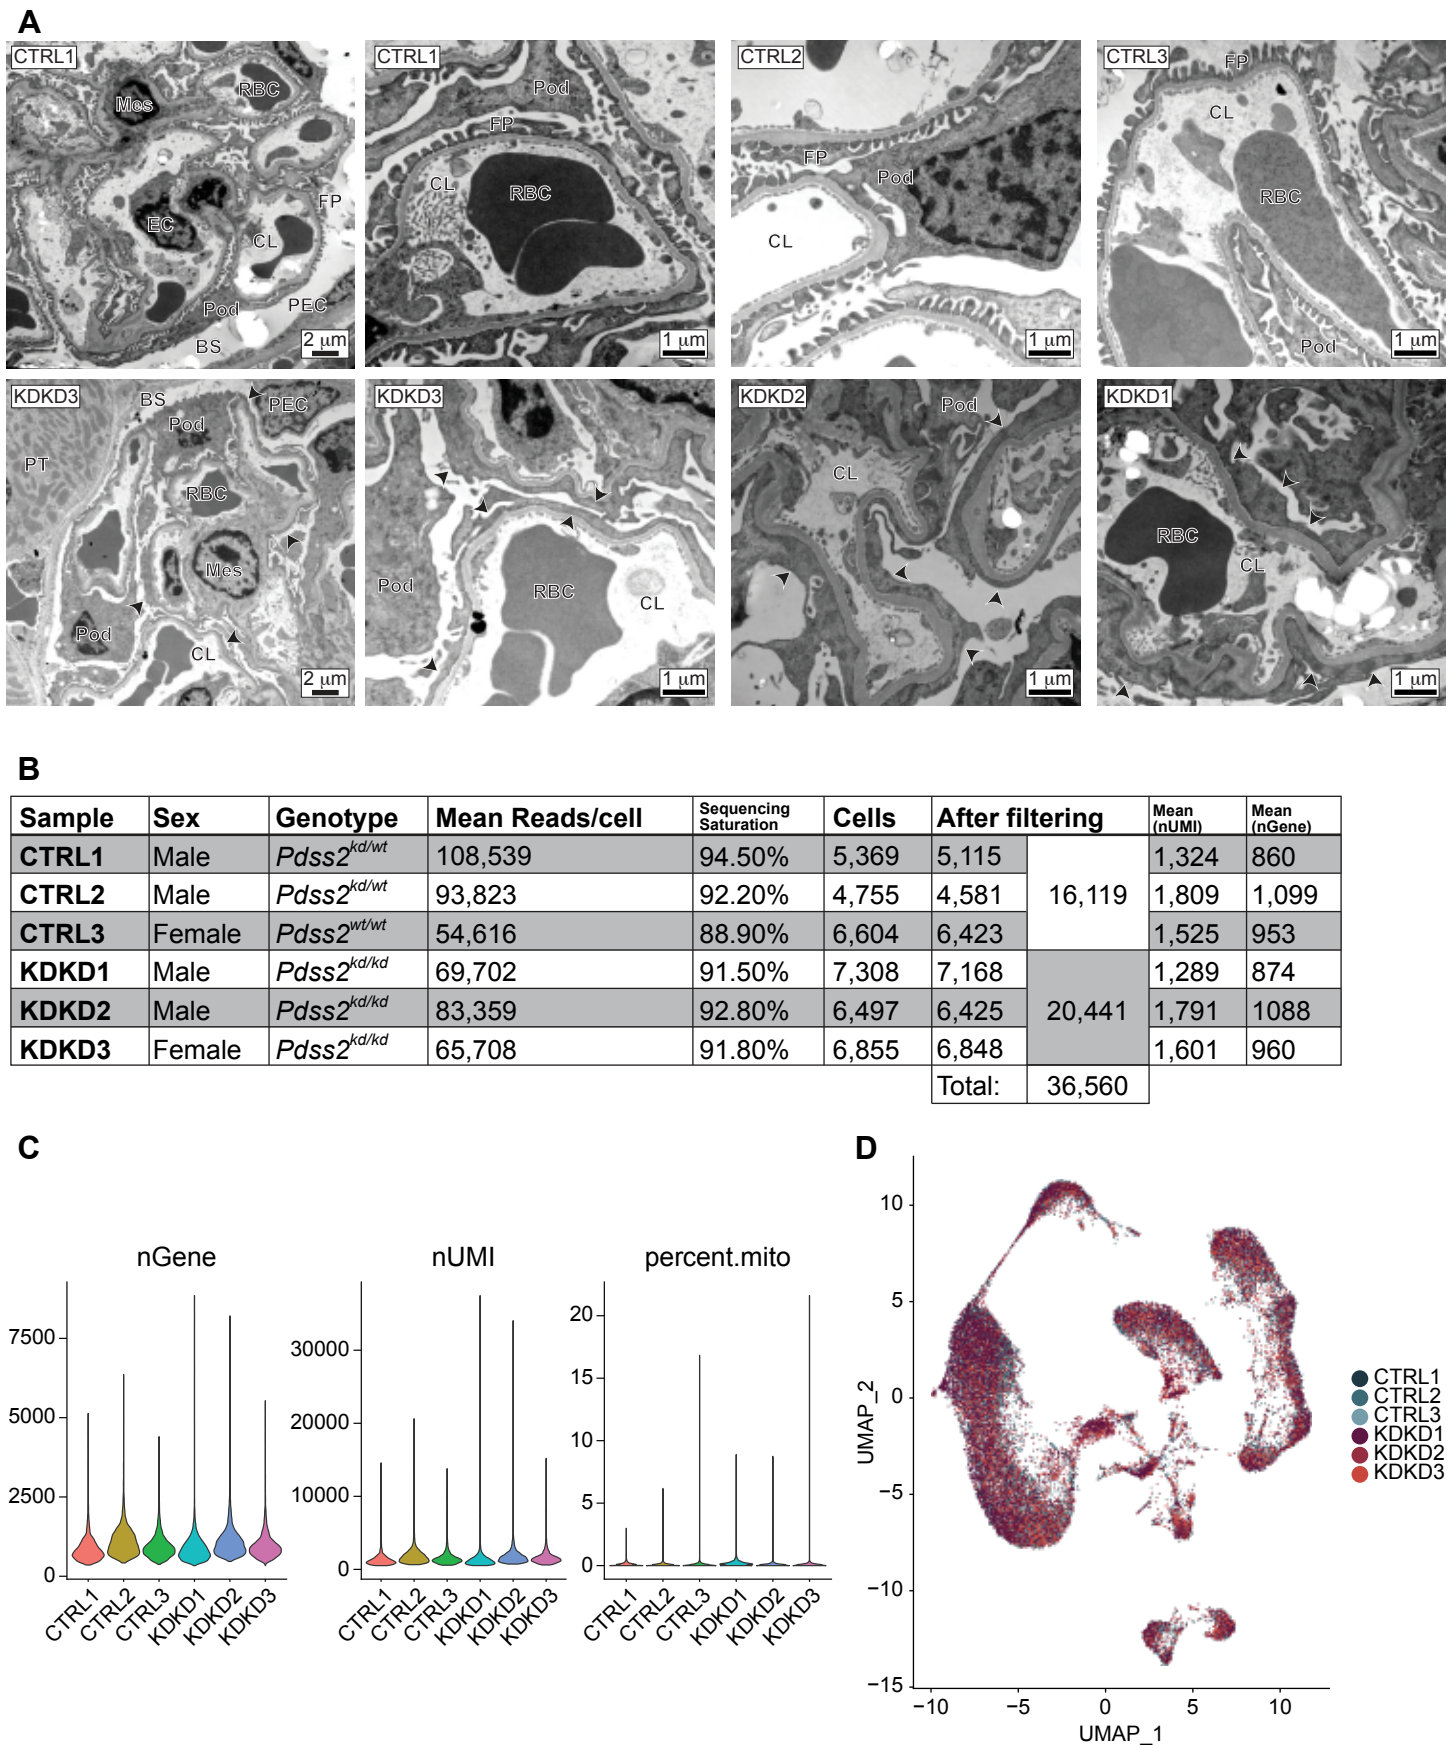 A
CTRL1
Mes
RBC
EC
FP
CL
Pod
PEC
BS
2 μm
CTRL1
Pod
FP
CL
RBC
1 μm
CTRL2
FP
Pod
CL
1 μm
CTRL3
FP
CL
RBC
Pod
1 μm
KDKD3
BS
PEC
Pod
PT
RBC
Mes
Pod
CL
2 μm
KDKD3
Pod
RBC
CL
1 μm
KDKD2
Pod
CL
1 μm
KDKD1
RBC
CL
1 μm
B
Sample Sex Genotype Mean Reads/cell Sequencing Saturation Cells After filtering Mean (nUMI) Mean (nGene)
CTRL1 Male Pdss2kd/wt 108,539 94.50% 5,369 5,115 1,324 860
CTRL2 Male Pdss2kd/wt 93,823 92.20% 4,755 4,581 16,119 1,809 1,099
CTRL3 Female Pdss2wt/wt 54,616 88.90% 6,604 6,423 1,525 953
KDKD1 Male Pdss2kd/kd 69,702 91.50% 7,308 7,168 1,289 874
KDKD2 Male Pdss2kd/kd 83,359 92.80% 6,497 6,425 20,441 1,791 1088
KDKD3 Female Pdss2kd/kd 65,708 91.80% 6,855 6,848 1,601 960
Total: 36,560
C
nGene
7500
5000
2500
0
CTRL1
CTRL2
CTRL3
KDKD1
KDKD2
KDKD3
nUMI
30000
20000
10000
0
CTRL1
CTRL2
CTRL3
KDKD1
KDKD2
KDKD3
percent.mito
20
15
10
5
0
CTRL1
CTRL2
CTRL3
KDKD1
KDKD2
KDKD3
D
UMAP_2
10
5
0
−5
−10
−15
−10 −5 0 5 10
UMAP_1
CTRL1
CTRL2
CTRL3
KDKD1
KDKD2
KDKD3